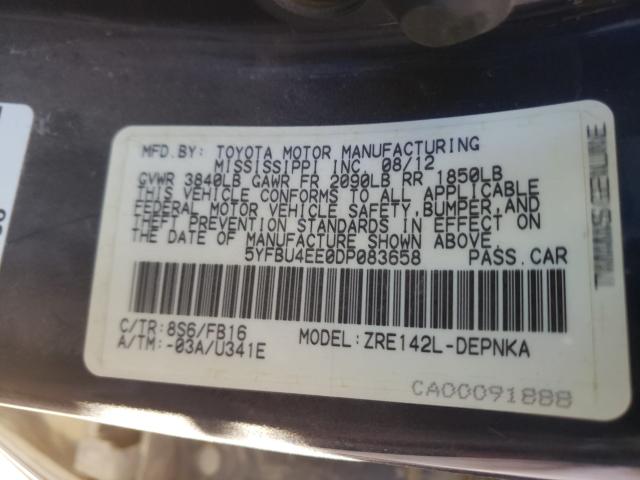 MFD.BY: TOYOTA MOTOR MANUFACTURING
MISSISSIPPI INC. 08/12
GVWR 3840LB GAWR FR 2090LB RR 1850LB
THIS VEHICLE CONFORMS TO ALL APPLICABLE
FEDERAL MOTOR VEHICLE SAFETY,BUMPER,AND
THEFT PREVENTION STANDARDS IN EFFECT ON
THE DATE OF MANUFACTURE SHOWN ABOVE.
5YFBU4EE0DP083658 PASS.CAR
C/TR:8S6/FB16 MODEL:ZRE142L-DEPNKA
A/TM:-03A/U341E
CA00091888